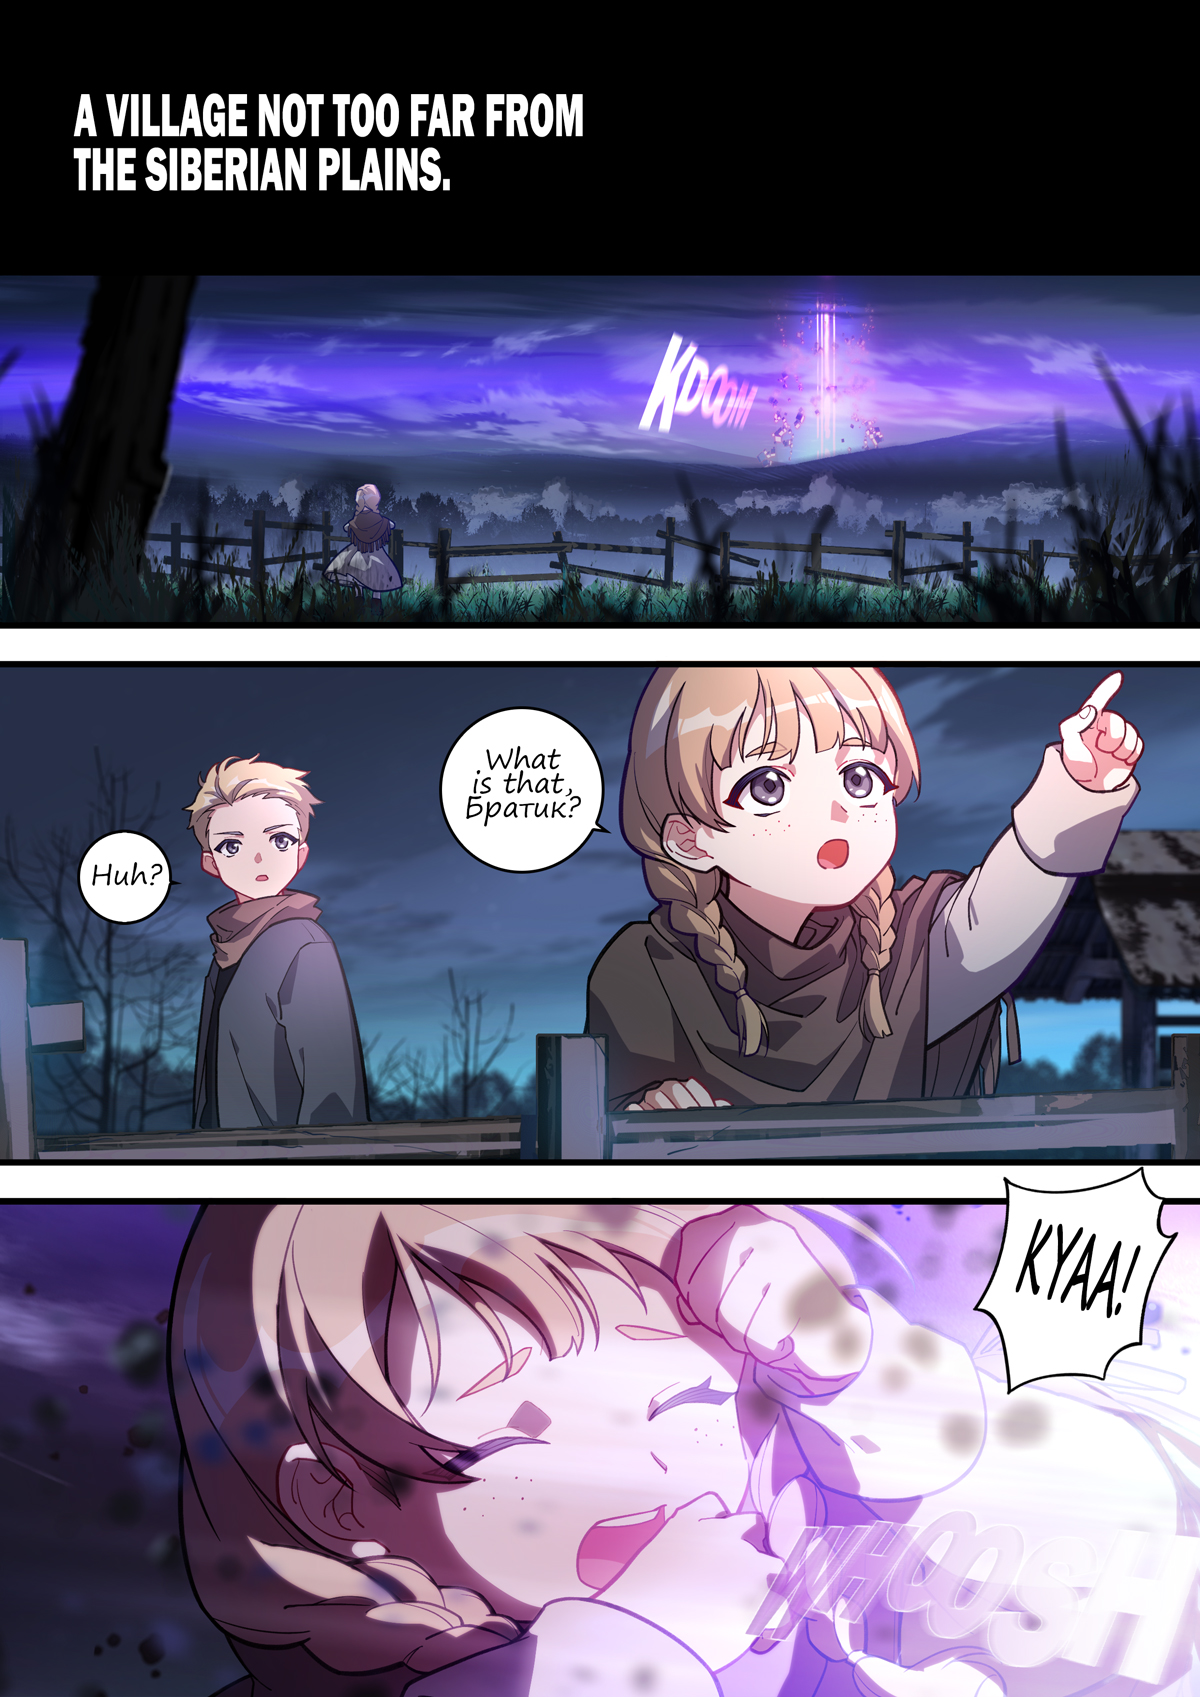 A VILLAGE NOT TOO FAR FROM
THE SIBERIAN PLAINS.
KDOOM
What
is that,
Братик?
Huh?
KYAA!
WHOOSH